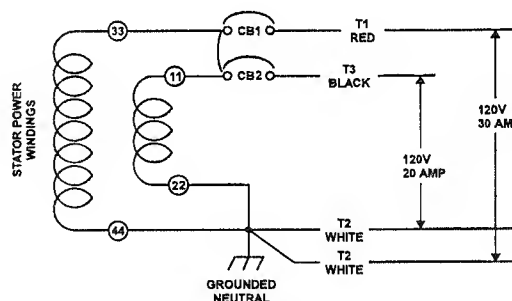 33
CB1
T1
RED
11
CB2
T3
BLACK
STATOR POWER
WINDINGS
120V
30 AM
120V
20 AMP
22
44
T2
WHITE
T2
WHITE
GROUNDED
NEUTRAL